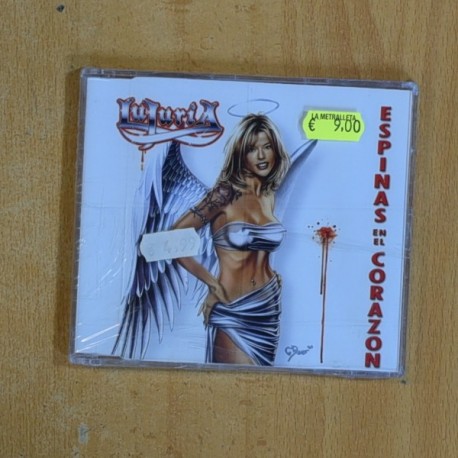 LuJuria
LA METRALLETA
€ 9,00
ESPINAS EN EL CORAZON